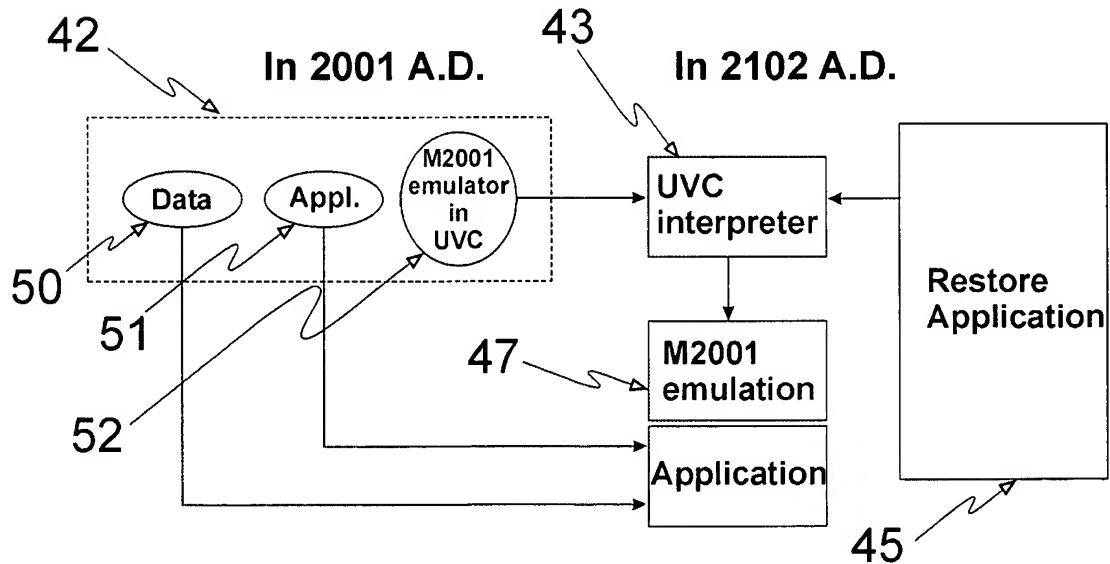 42
In 2001 A.D.
43
In 2102 A.D.
Data
Appl.
M2001
emulator
in
UVC
UVC
interpreter
Restore
Application
50
51
52
47
M2001
emulation
Application
45